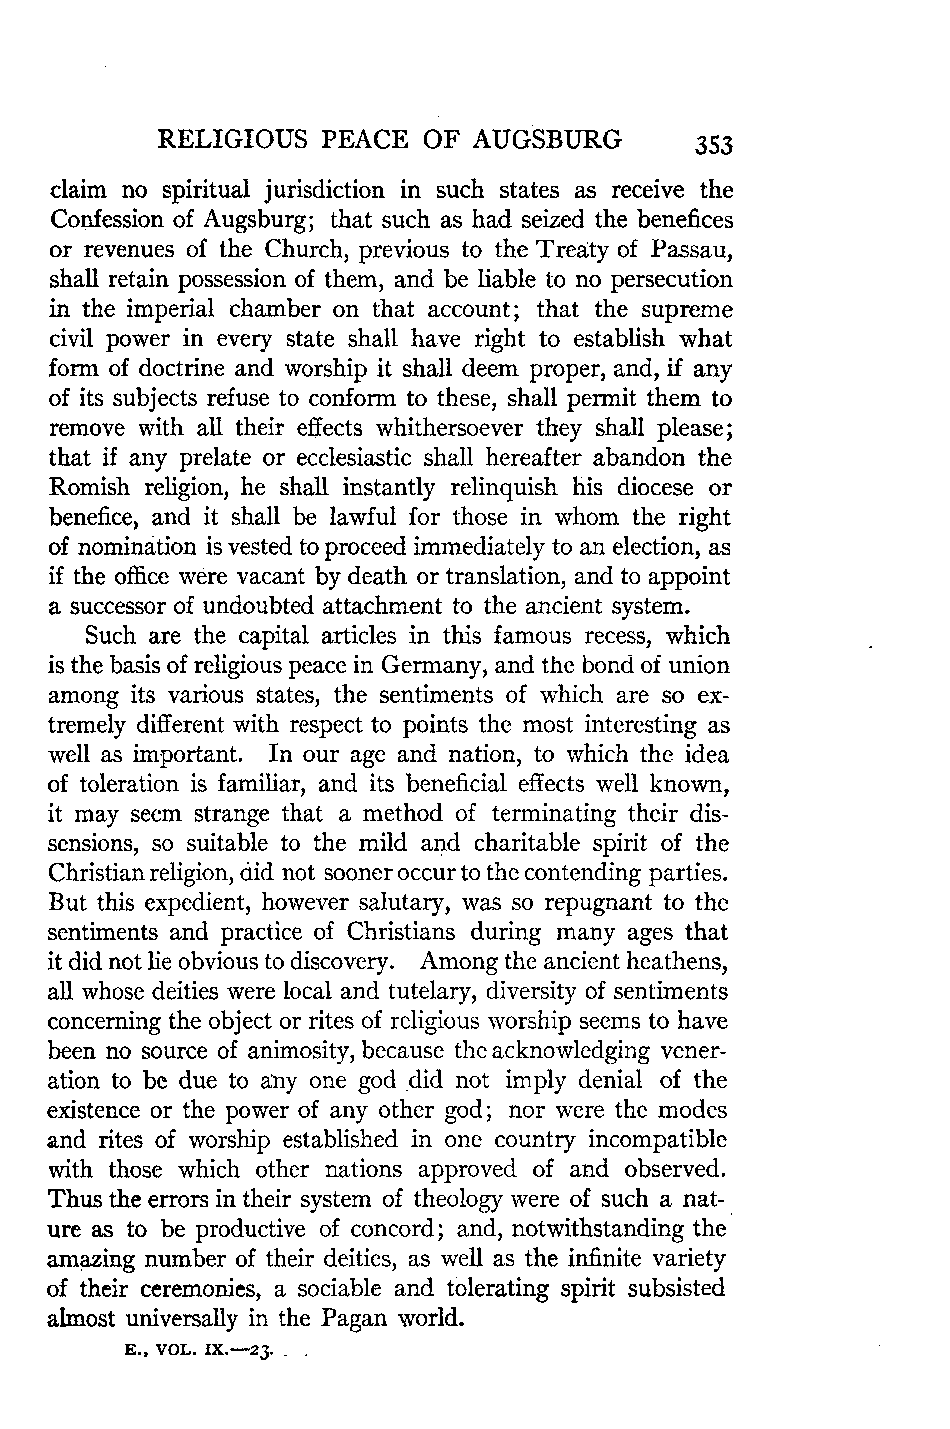 RELIGIOUS PEACE OF AUGSBURG 353
claim no spiritual jurisdiction in such states as receive the
Confession of Augsburg; that such as had seized the benefices
or revenues of the Church, previous to the Treaty of Passau,
shall retain possession of them, and be liable to no persecution
in the imperial chamber on that account; that the supreme
civil power in every state shall have right to establish what
form of doctrine and worship it shall deem proper, and, if any
of its subjects refuse to conform to these, shall permit them to
remove with all their effects whithersoever they shall please;
that if any prelate or ecclesiastic shall hereafter abandon the
Romish religion, he shall instantly relinquish his diocese or
benefice, and it shall be lawful for those in whom the right
of nomination is vested to proceed immediately to an election, as
if the office were vacant by death or translation, and to appoint
a successor of undoubted attachment to the ancient system.
Such are the capital articles in this famous recess, which
is the basis of religious peace in Germany, and the bond of union
among its various states, the sentiments of which are so ex-
tremely different with respect to points the most interesting as
well as important. In our age and nation, to which the idea
of toleration is familiar, and its beneficial effects well known,
it may seem strange that a method of terminating their dis-
sensions, so suitable to the mild and charitable spirit of the
Christian religion, did not sooner occur to the contending parties.
But this expedient, however salutary, was so repugnant to the
sentiments and practice of Christians during many ages that
it did not lie obvious to discovery. Among the ancient heathens,
all whose deities were local and tutelary, diversity of sentiments
concerning the object or rites of religious worship seems to have
been no source of animosity, because the acknowledging vener-
ation to be due to any one god did not imply denial of the
existence or the power of any other god; nor were the modes
and rites of worship established in one country incompatible
with those which other nations approved of and observed.
Thus the errors in their system of theology were of such a nat-
ure as to be productive of concord; and, notwithstanding the
amazing number of their deities, as well as the infinite variety
of their ceremonies, a sociable and tolerating spirit subsisted
almost universally in the Pagan world.
E., VOL. IX.—23.